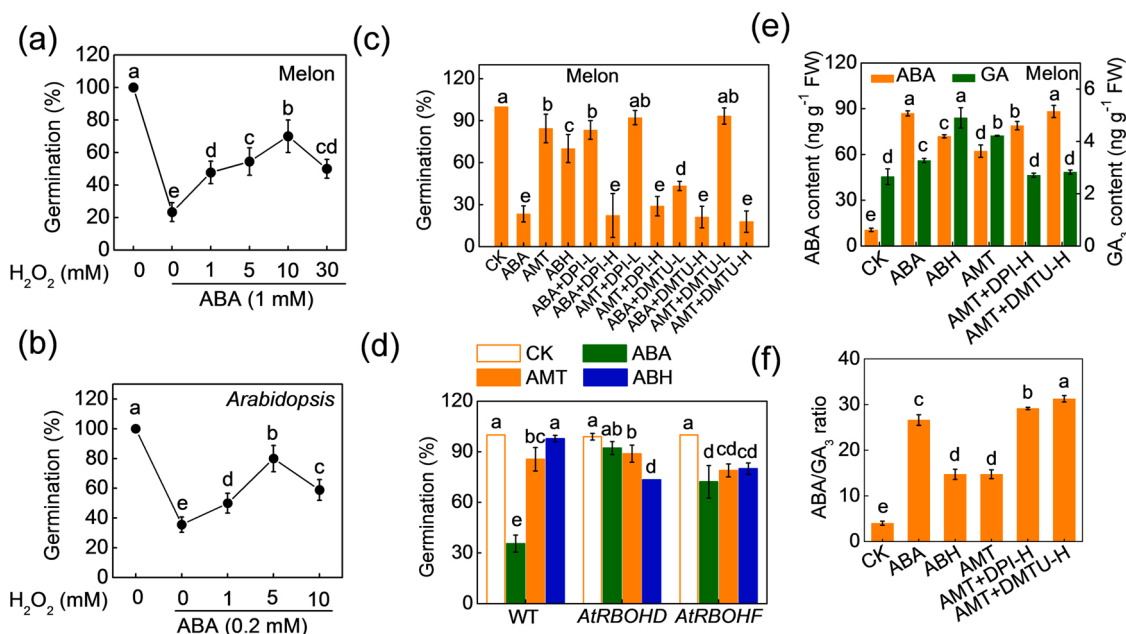 (a)
120
100
80
60
40
20
0
Germination (%)
Melon
a
e
d
c
b
cd
H₂O₂ (mM)
0 0 1 5 10 30
ABA (1 mM)
(b)
120
100
80
60
40
20
0
Germination (%)
Arabidopsis
a
e
d
b
c
H₂O₂ (mM)
0 0 1 5 10
ABA (0.2 mM)
(c)
120
90
60
30
0
Germination (%)
Melon
a e b c b e ab e d e ab e
CK
ABA
AMT
ABH
ABA+DPI-L
ABA+DPI-H
AMT+DPI-L
AMT+DPI-H
ABA+DMTU-L
ABA+DMTU-H
AMT+DMTU-L
AMT+DMTU-H
(d)
CK ABA
AMT ABH
120
90
60
30
0
Germination (%)
a e bc a a ab b d a d cd cd
WT AtRBOHD AtRBOHF
(e)
ABA GA Melon
120
90
60
30
0
ABA content (ng g⁻¹ FW)
6
4
2
0
GA₃ content (ng g⁻¹ FW)
e d a c c a d b b d a d
CK
ABA
ABH
AMT
AMT+DPI-H
AMT+DMTU-H
(f)
40
30
20
10
0
ABA/GA₃ ratio
e c d d b a
CK
ABA
ABH
AMT
AMT+DPI-H
AMT+DMTU-H